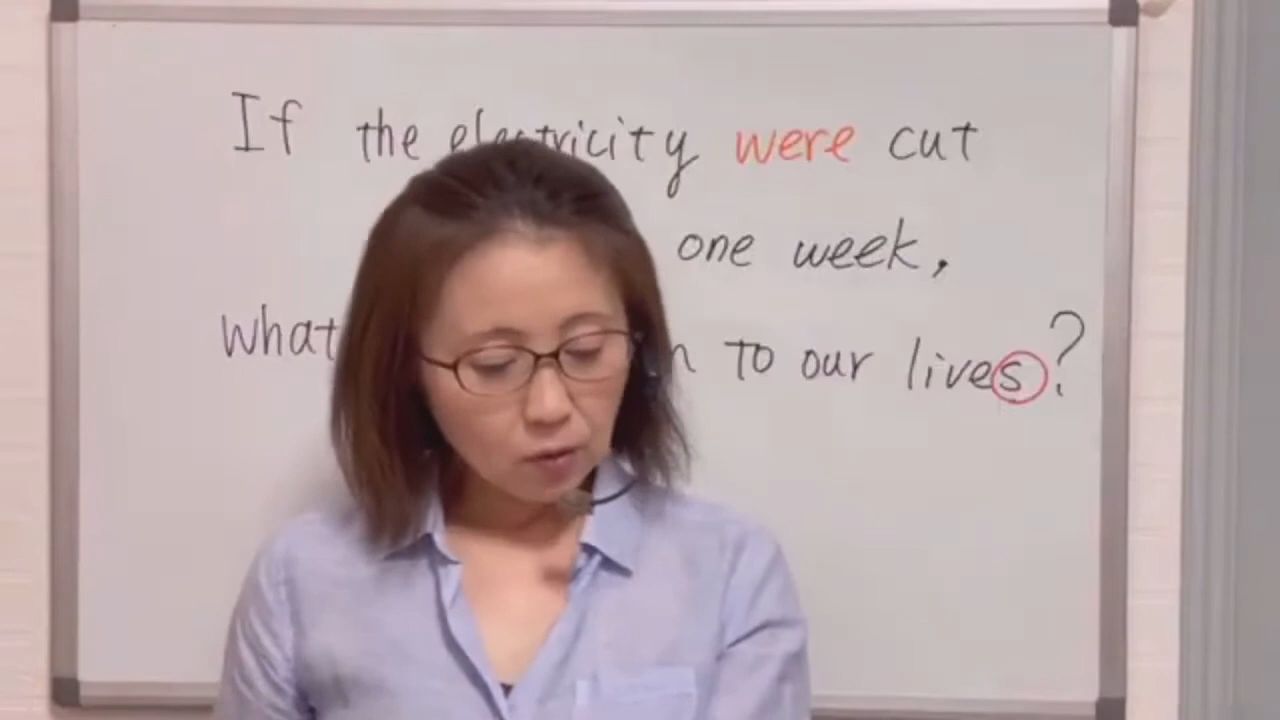 If the electricity were cut
one week,
what to our lives?